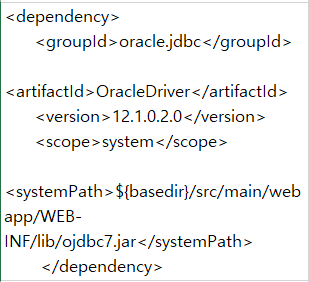 <dependency>
<groupId>oracle.jdbc</groupId>
<artifactId>OracleDriver</artifactId>
<version>12.1.0.2.0</version>
<scope>system</scope>
<systemPath>${basedir}/src/main/web
app/WEB-
INF/lib/ojdbc7.jar</systemPath>
</dependency>